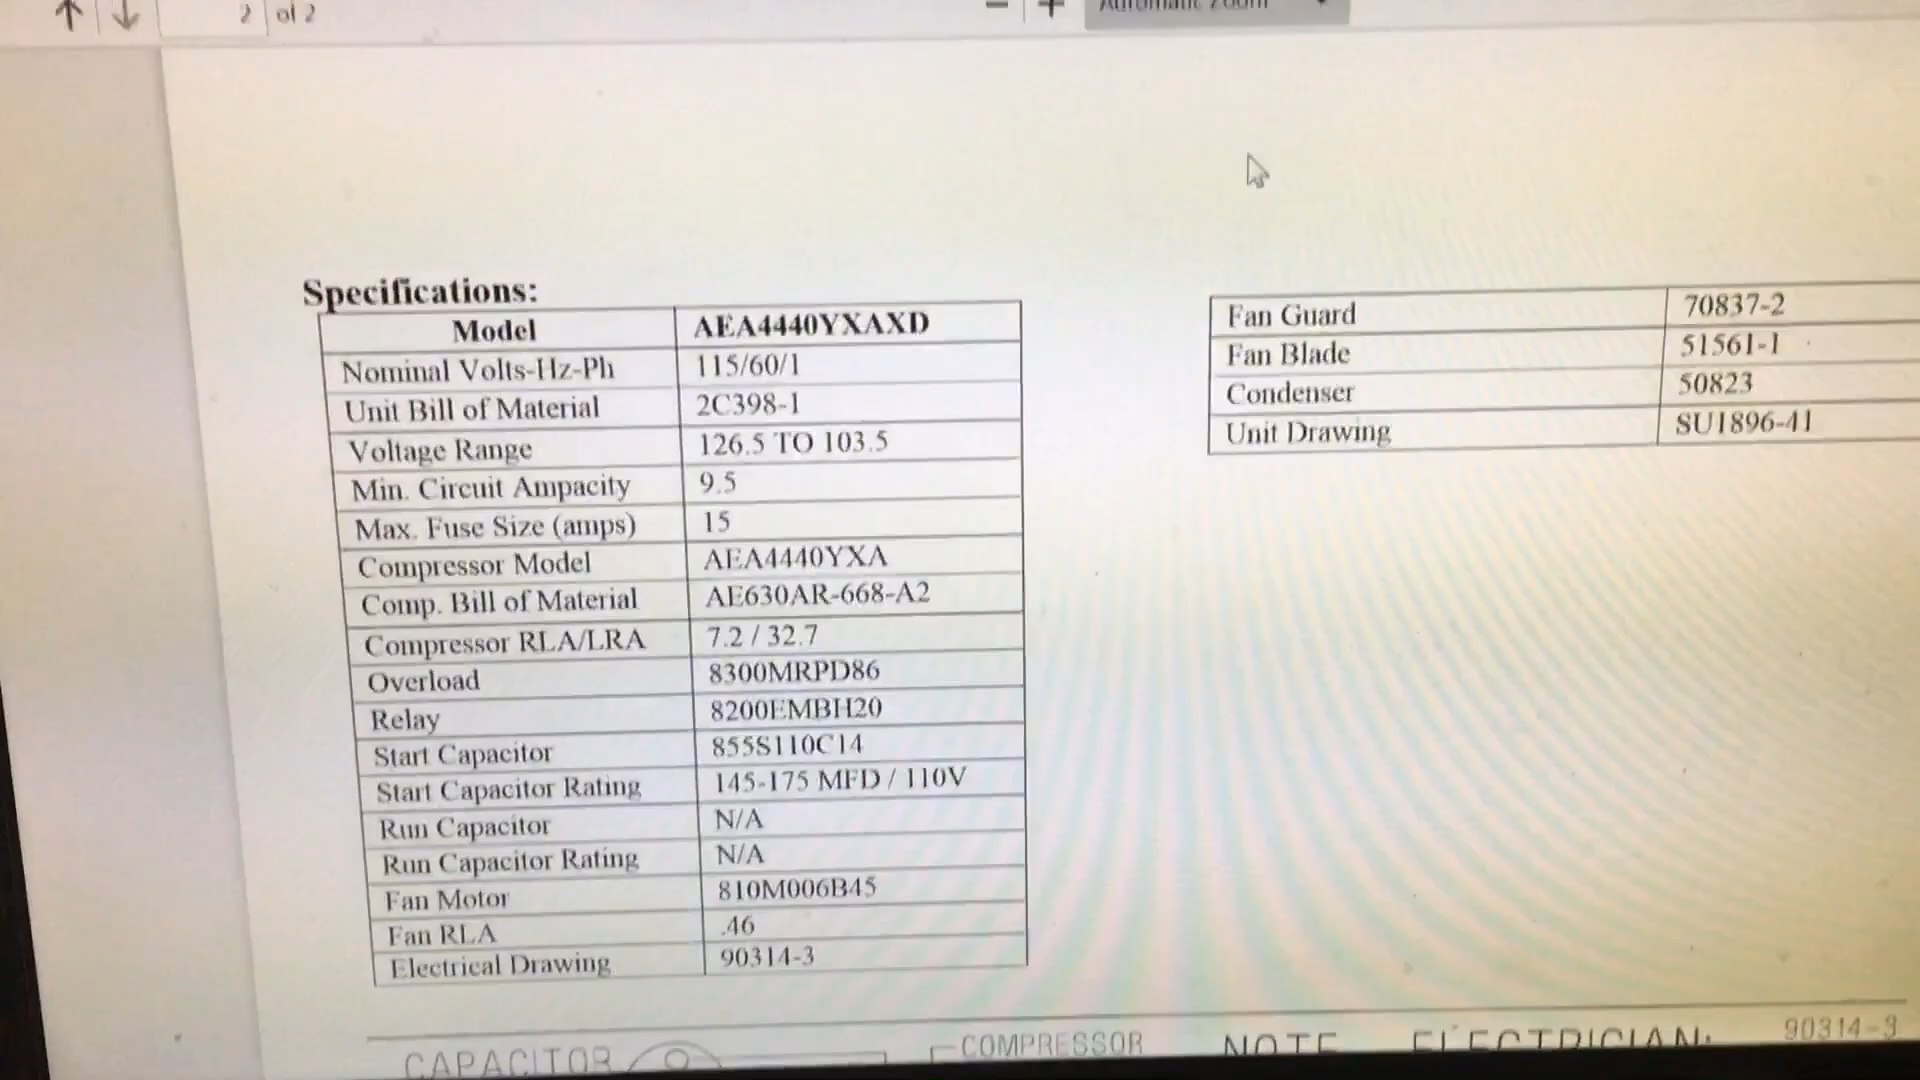 2 of 2
Automatic Zoom
Specifications:
Model AEA4440YXAXD
Nominal Volts-Hz-Ph 115/60/1
Unit Bill of Material 2C398-1
Voltage Range 126.5 TO 103.5
Min. Circuit Ampacity 9.5
Max. Fuse Size (amps) 15
Compressor Model AEA4440YXA
Comp. Bill of Material AE630AR-668-A2
Compressor RLA/LRA 7.2 / 32.7
Overload 8300MRPD86
Relay 8200EMBH20
Start Capacitor 855S110C14
Start Capacitor Rating 145-175 MFD / 110V
Run Capacitor N/A
Run Capacitor Rating N/A
Fan Motor 810M006B45
Fan RLA .46
Electrical Drawing 90314-3
Fan Guard 70837-2
Fan Blade 51561-1
Condenser 50823
Unit Drawing SU1896-41
CAPACITOR
COMPRESSOR
NOTE ELECTRICIAN:
90314-3